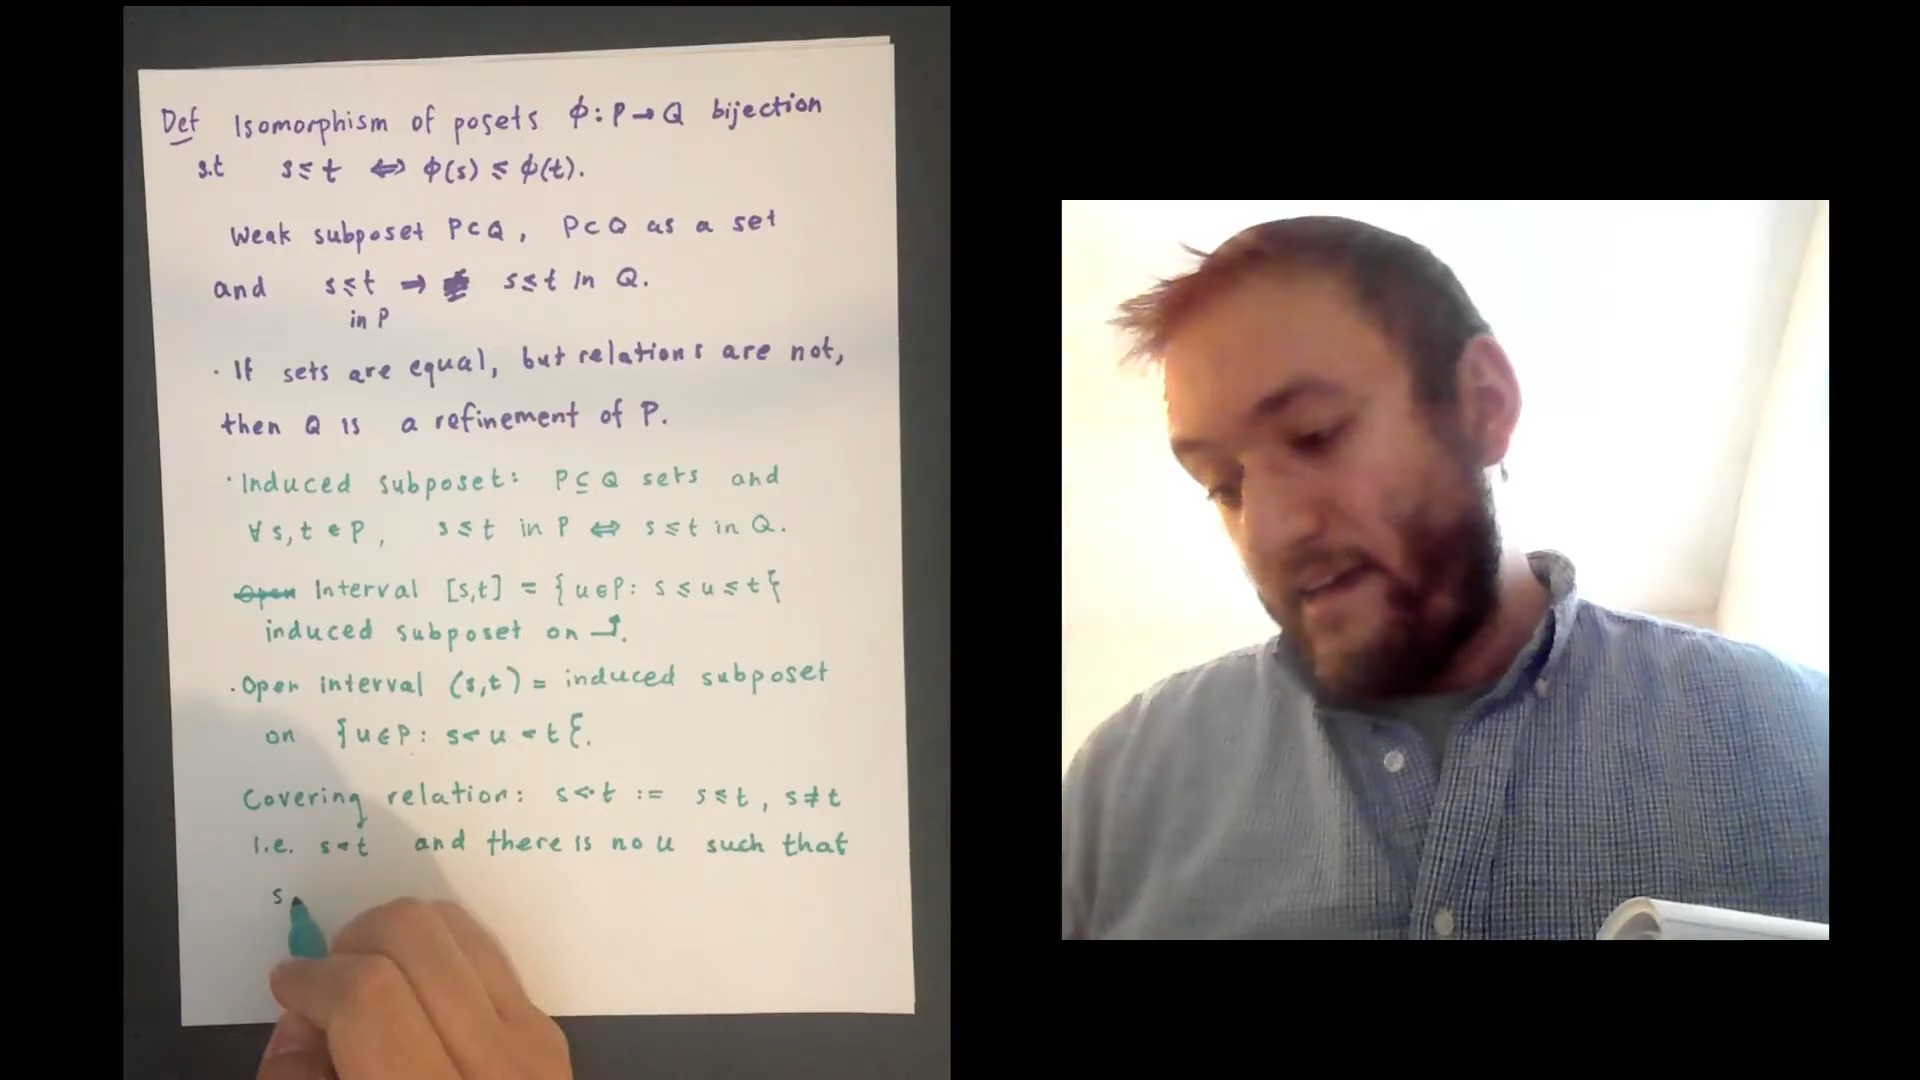 Def Isomorphism of posets ϕ: P → Q bijection
s.t s ≤ t ⇔ ϕ(s) ≤ ϕ(t).
Weak subposet P ⊂ Q, P ⊂ Q as a set
and s ≤ t ⇒ s ≤ t in Q.
in P
· If sets are equal, but relations are not,
then Q is a refinement of P.
· Induced subposet: P ⊆ Q sets and
∀ s, t ∈ P, s ≤ t in P ⇔ s ≤ t in Q.
Open Interval [s,t] = { u ∈ P: s ≤ u ≤ t }
induced subposet on ⤴.
· Open interval (s,t) = induced subposet
on { u ∈ P: s < u < t }.
Covering relation: s ⋖ t := s ≤ t, s ≠ t
i.e. s < t and there is no u such that
s